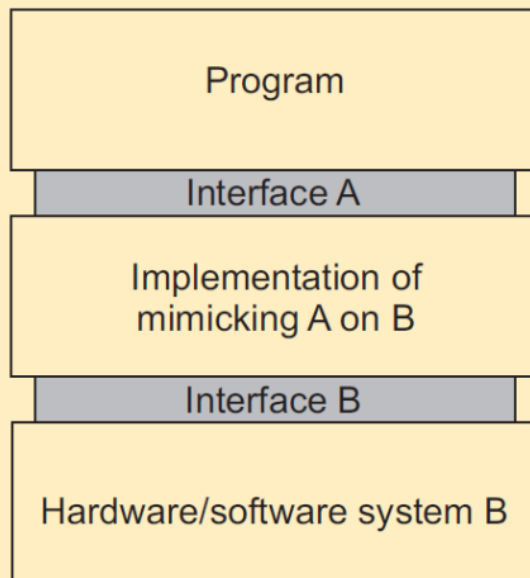 Program
Interface A
Implementation of
mimicking A on B
Interface B
Hardware/software system B